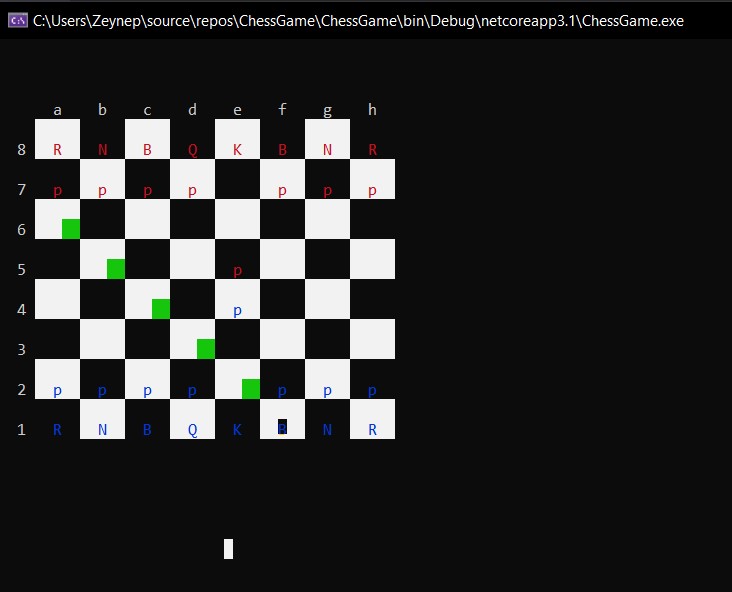 C:\Users\Zeynep\source\repos\ChessGame\ChessGame\bin\Debug\netcoreapp3.1\ChessGame.exe
a b c d e f g h
8 R N B Q K B N R
7 p p p p p p p
6
5 p
4 p
3
2 p p p p p p p
1 R N B Q K B N R